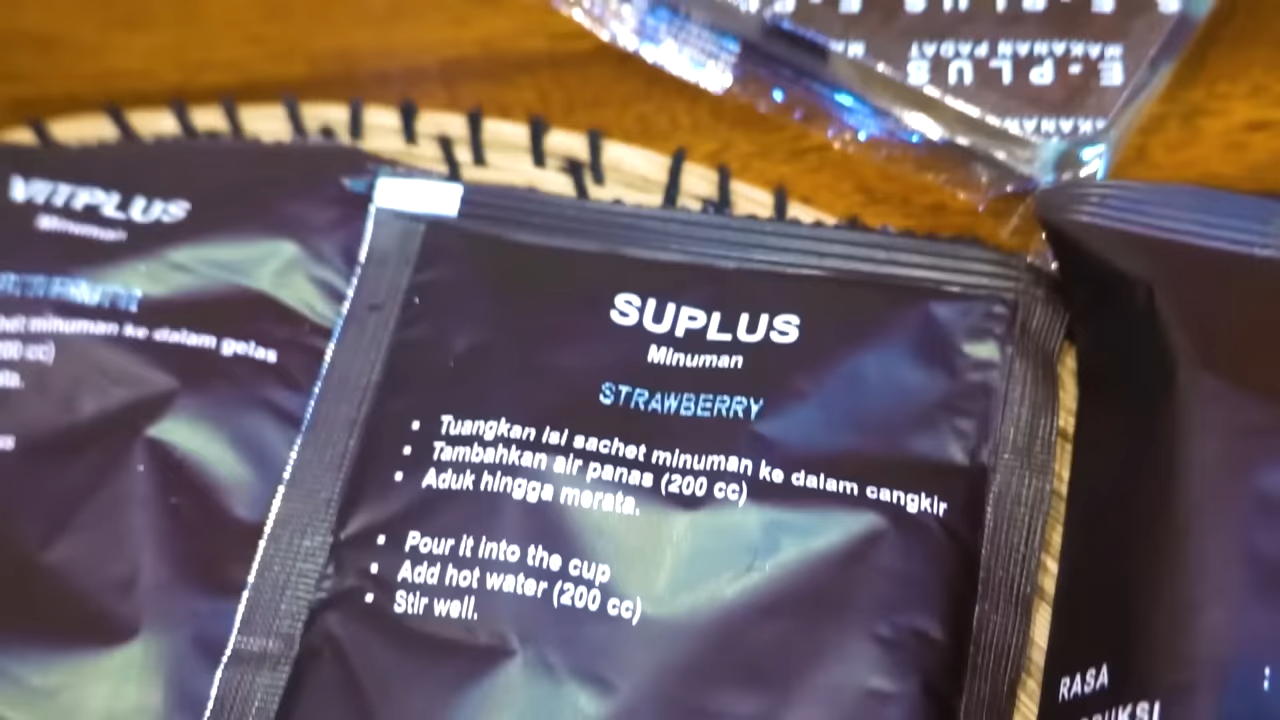 E-PLUS
MAKANAN PADAT
E-PLUS
VITPLUS
Minuman
minuman ke dalam gelas
SUPLUS
Minuman
STRAWBERRY
▪ Tuangkan isi sachet minuman ke dalam cangkir
▪ Tambahkan air panas (200 cc)
▪ Aduk hingga merata.
▪ Pour it into the cup
▪ Add hot water (200 cc)
▪ Stir well.
RASA :